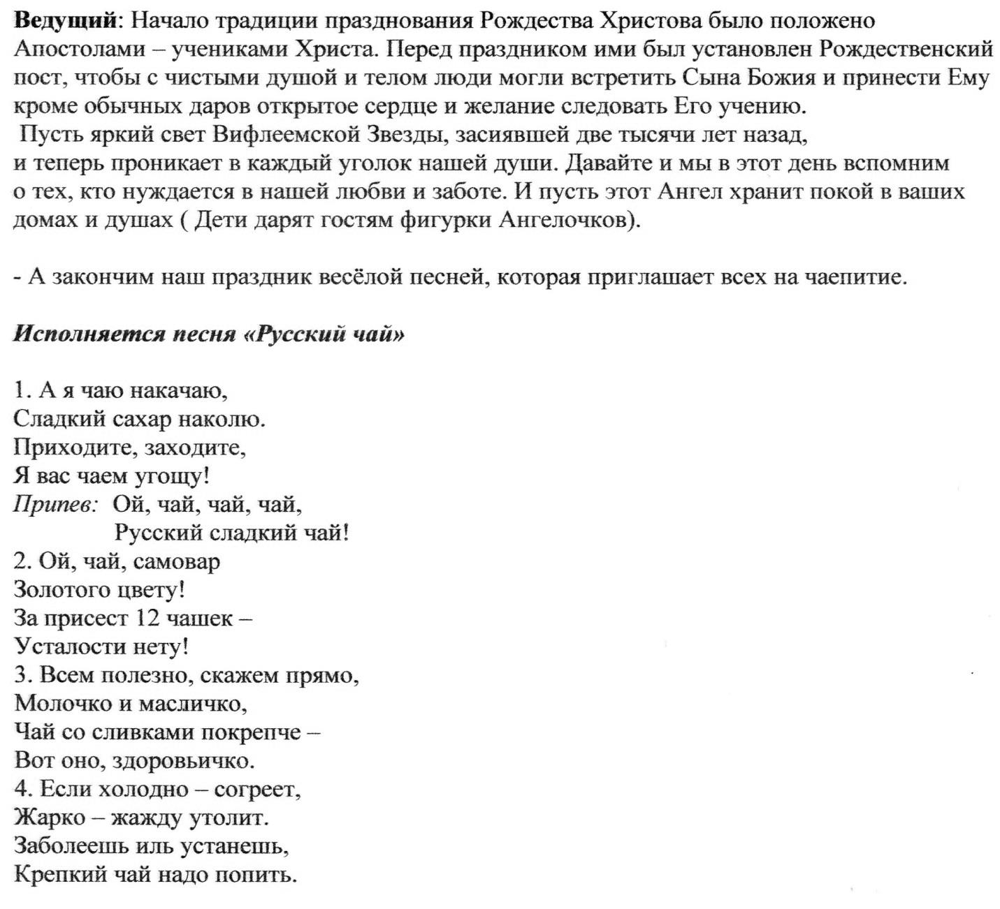 Ведущий: Начало традиции празднования Рождества Христова было положено
Апостолами – учениками Христа. Перед праздником ими был установлен Рождественский
пост, чтобы с чистыми душой и телом люди могли встретить Сына Божия и принести Ему
кроме обычных даров открытое сердце и желание следовать Его учению.
Пусть яркий свет Вифлеемской Звезды, засиявшей две тысячи лет назад,
и теперь проникает в каждый уголок нашей души. Давайте и мы в этот день вспомним
о тех, кто нуждается в нашей любви и заботе. И пусть этот Ангел хранит покой в ваших
домах и душах ( Дети дарят гостям фигурки Ангелочков).
- А закончим наш праздник весёлой песней, которая приглашает всех на чаепитие.
Исполняется песня «Русский чай»
1. А я чаю накачаю,
Сладкий сахар наколю.
Приходите, заходите,
Я вас чаем угощу!
Припев: Ой, чай, чай, чай,
Русский сладкий чай!
2. Ой, чай, самовар
Золотого цвету!
За присест 12 чашек –
Усталости нету!
3. Всем полезно, скажем прямо,
Молочко и масличко,
Чай со сливками покрепче –
Вот оно, здоровьичко.
4. Если холодно – согреет,
Жарко – жажду утолит.
Заболеешь иль устанешь,
Крепкий чай надо попить.